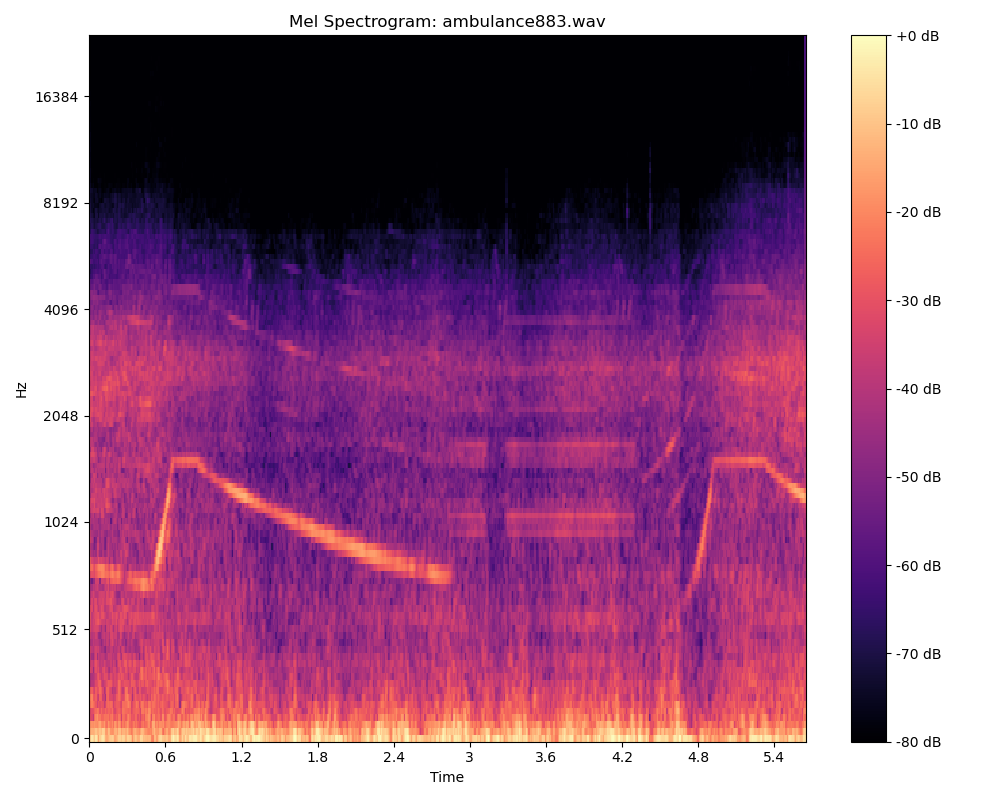 Mel Spectrogram: ambulance883.wav
+0 dB
16384
-10 dB
8192
-20 dB
4096
-30 dB
Hz
-40 dB
2048
-50 dB
1024
-60 dB
512
-70 dB
0
-80 dB
0 0.6 1.2 1.8 2.4 3 3.6 4.2 4.8 5.4
Time